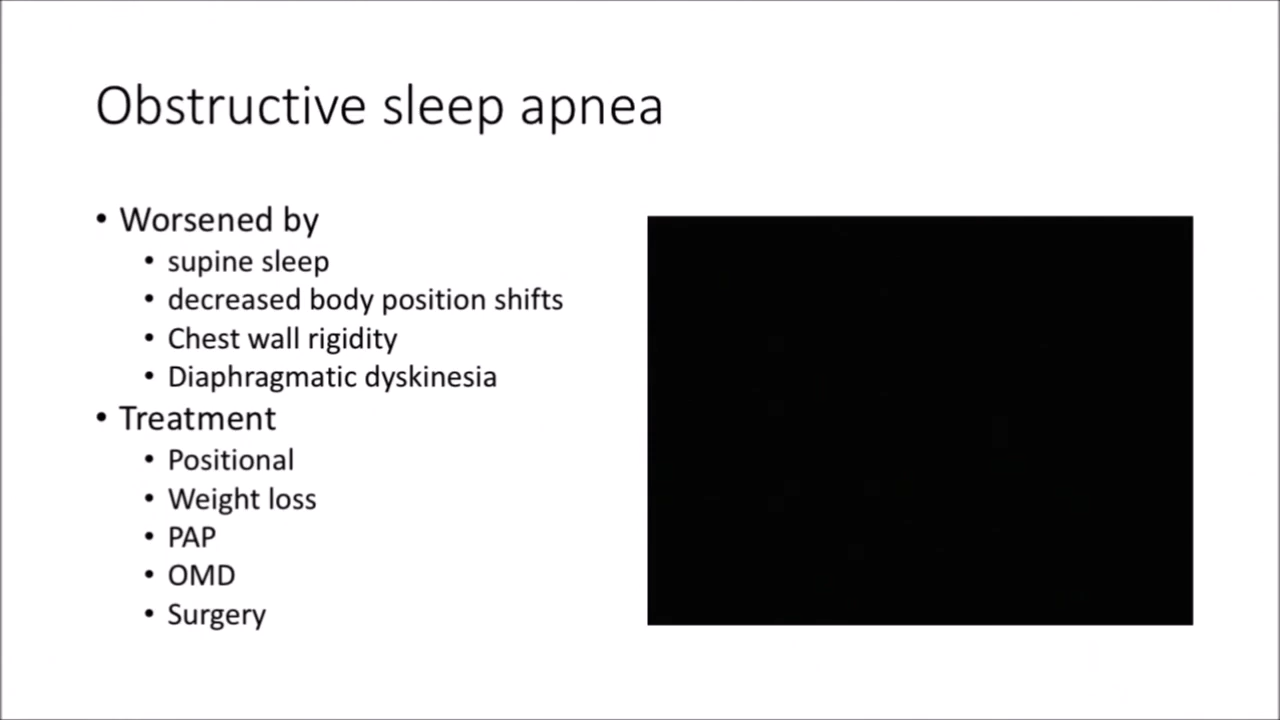 Obstructive sleep apnea
• Worsened by
• supine sleep
• decreased body position shifts
• Chest wall rigidity
• Diaphragmatic dyskinesia
• Treatment
• Positional
• Weight loss
• PAP
• OMD
• Surgery